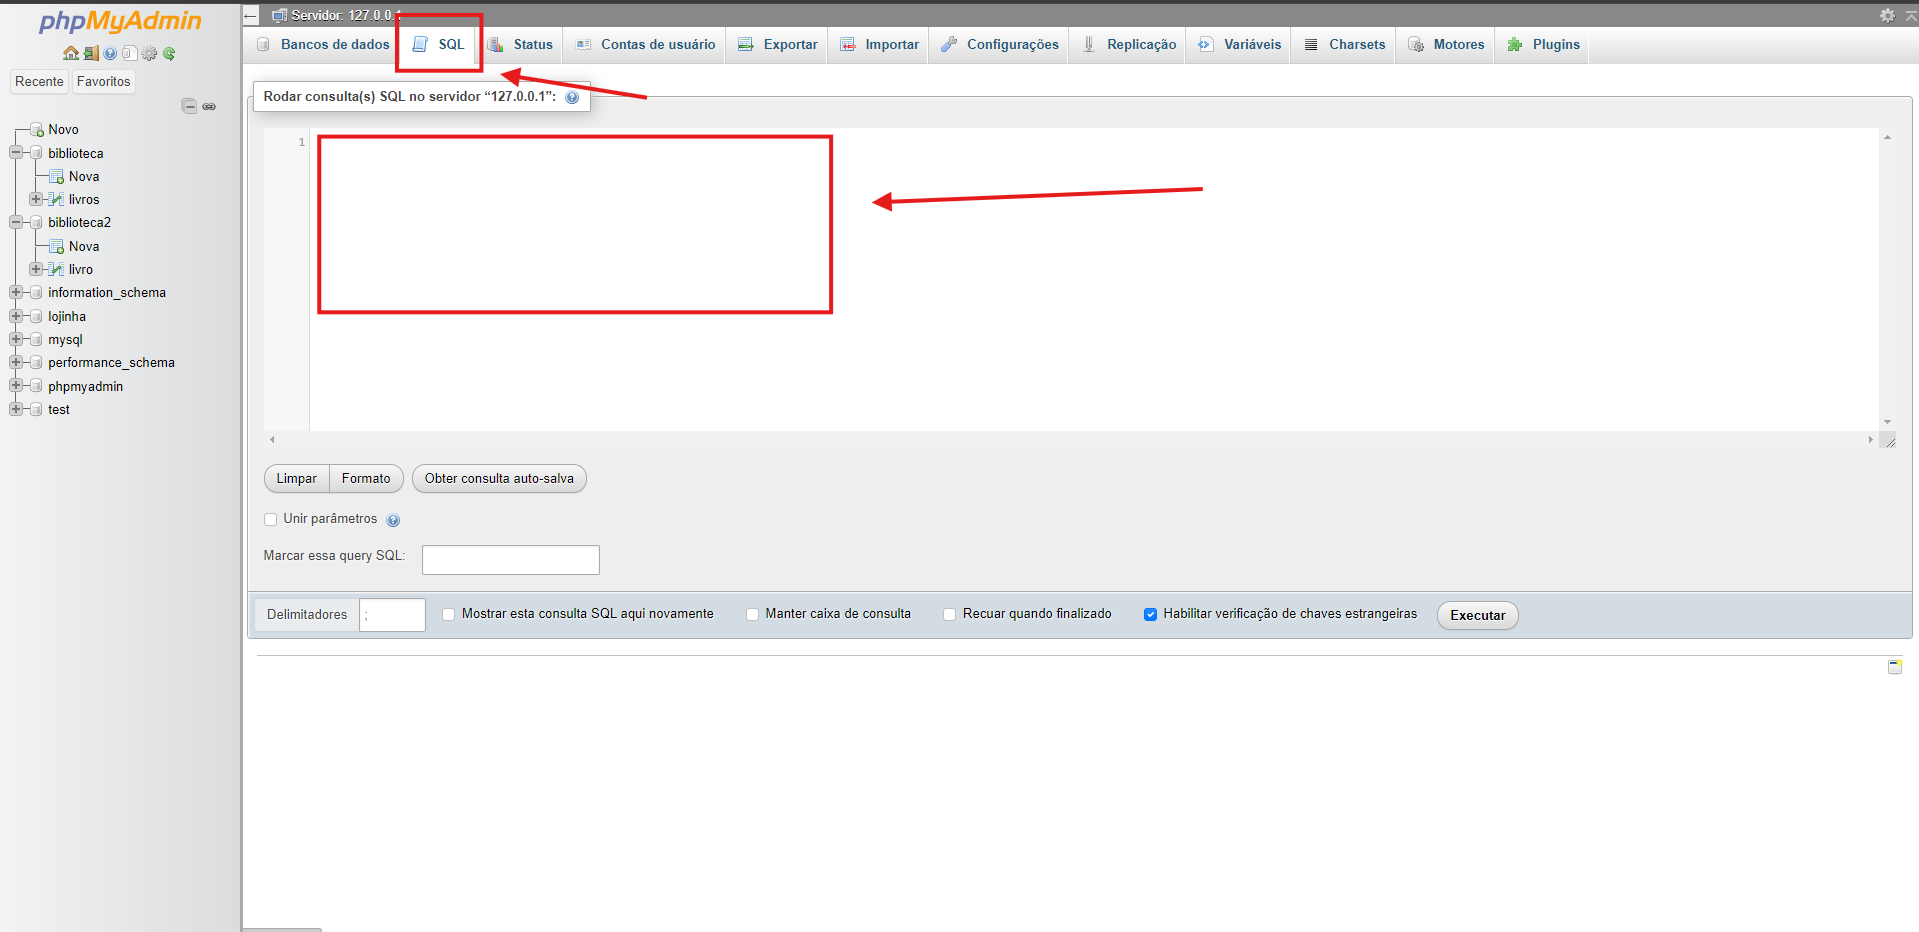 phpMyAdmin
Recente
Favoritos
Novo
biblioteca
Nova
livros
biblioteca2
Nova
livro
information_schema
lojinha
mysql
performance_schema
phpmyadmin
test
Servidor: 127.0.0.1
Bancos de dados
SQL
Status
Contas de usuário
Exportar
Importar
Configurações
Replicação
Variáveis
Charsets
Motores
Plugins
Rodar consulta(s) SQL no servidor “127.0.0.1”:
1
Limpar
Formato
Obter consulta auto-salva
Unir parâmetros
Marcar essa query SQL:
Delimitadores
;
Mostrar esta consulta SQL aqui novamente
Manter caixa de consulta
Recuar quando finalizado
Habilitar verificação de chaves estrangeiras
Executar